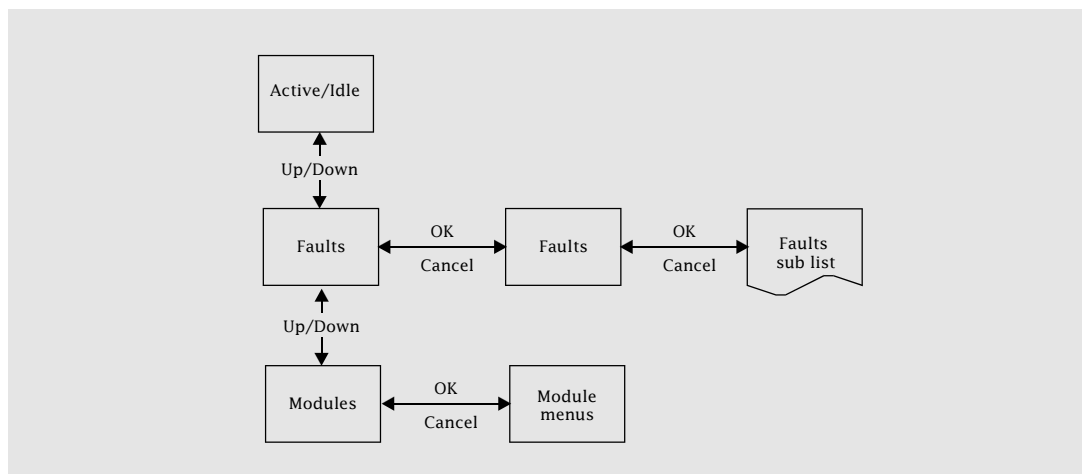 Active/Idle
Up/Down
Faults
OK
Cancel
Faults
OK
Cancel
Faults
sub list
Up/Down
Modules
OK
Cancel
Module
menus